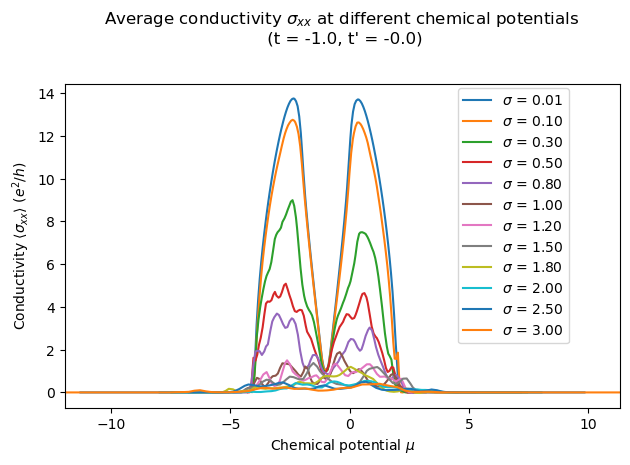 Average conductivity σxx at different chemical potentials
(t = -1.0, t' = -0.0)
14
12
10
8
6
4
2
0
Conductivity ⟨σxx⟩ (e²/h)
σ = 0.01
σ = 0.10
σ = 0.30
σ = 0.50
σ = 0.80
σ = 1.00
σ = 1.20
σ = 1.50
σ = 1.80
σ = 2.00
σ = 2.50
σ = 3.00
−10 −5 0 5 10
Chemical potential μ